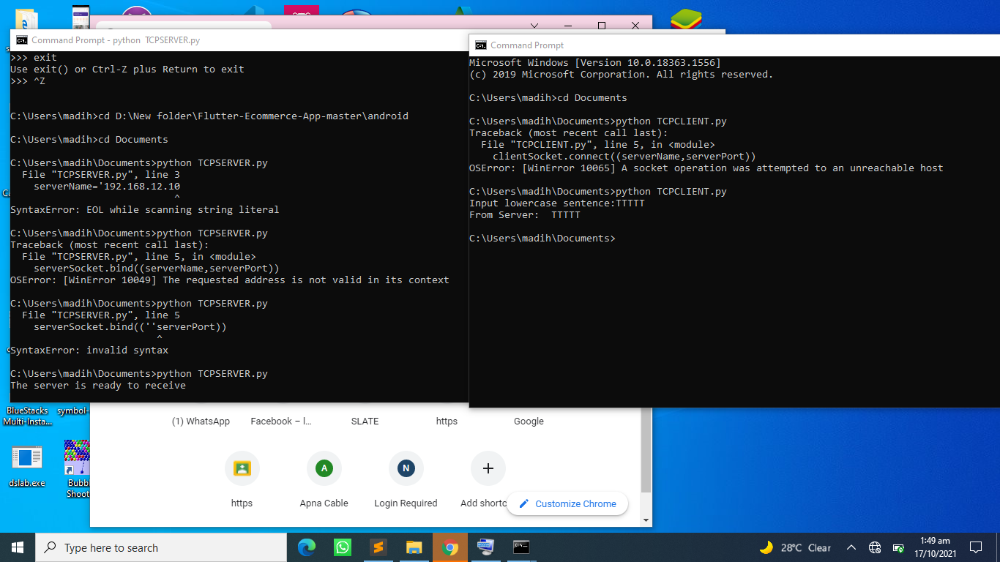 Command Prompt - python  TCPSERVER.py
>>> exit
Use exit() or Ctrl-Z plus Return to exit
>>> ^Z
C:\Users\madih>cd D:\New folder\Flutter-Ecommerce-App-master\android
C:\Users\madih>cd Documents
C:\Users\madih\Documents>python TCPSERVER.py
  File "TCPSERVER.py", line 3
    serverName='192.168.12.10
                            ^
SyntaxError: EOL while scanning string literal
C:\Users\madih\Documents>python TCPSERVER.py
Traceback (most recent call last):
  File "TCPSERVER.py", line 5, in <module>
    serverSocket.bind((serverName,serverPort))
OSError: [WinError 10049] The requested address is not valid in its context
C:\Users\madih\Documents>python TCPSERVER.py
  File "TCPSERVER.py", line 5
    serverSocket.bind((''serverPort))
                         ^
SyntaxError: invalid syntax
C:\Users\madih\Documents>python TCPSERVER.py
The server is ready to receive
Command Prompt
Microsoft Windows [Version 10.0.18363.1556]
(c) 2019 Microsoft Corporation. All rights reserved.
C:\Users\madih>cd Documents
C:\Users\madih\Documents>python TCPCLIENT.py
Traceback (most recent call last):
  File "TCPCLIENT.py", line 5, in <module>
    clientSocket.connect((serverName,serverPort))
OSError: [WinError 10065] A socket operation was attempted to an unreachable host
C:\Users\madih\Documents>python TCPCLIENT.py
Input lowercase sentence:TTTTT
From Server:  TTTTT
C:\Users\madih\Documents>
BlueStacks
Multi-Insta...
symbol-
dslab.exe
Bubb
Shoot
(1) WhatsApp
Facebook – l...
SLATE
https
Google
https
A
Apna Cable
N
Login Required
Add shortc
Customize Chrome
Type here to search
28°C Clear
1:49 am
17/10/2021